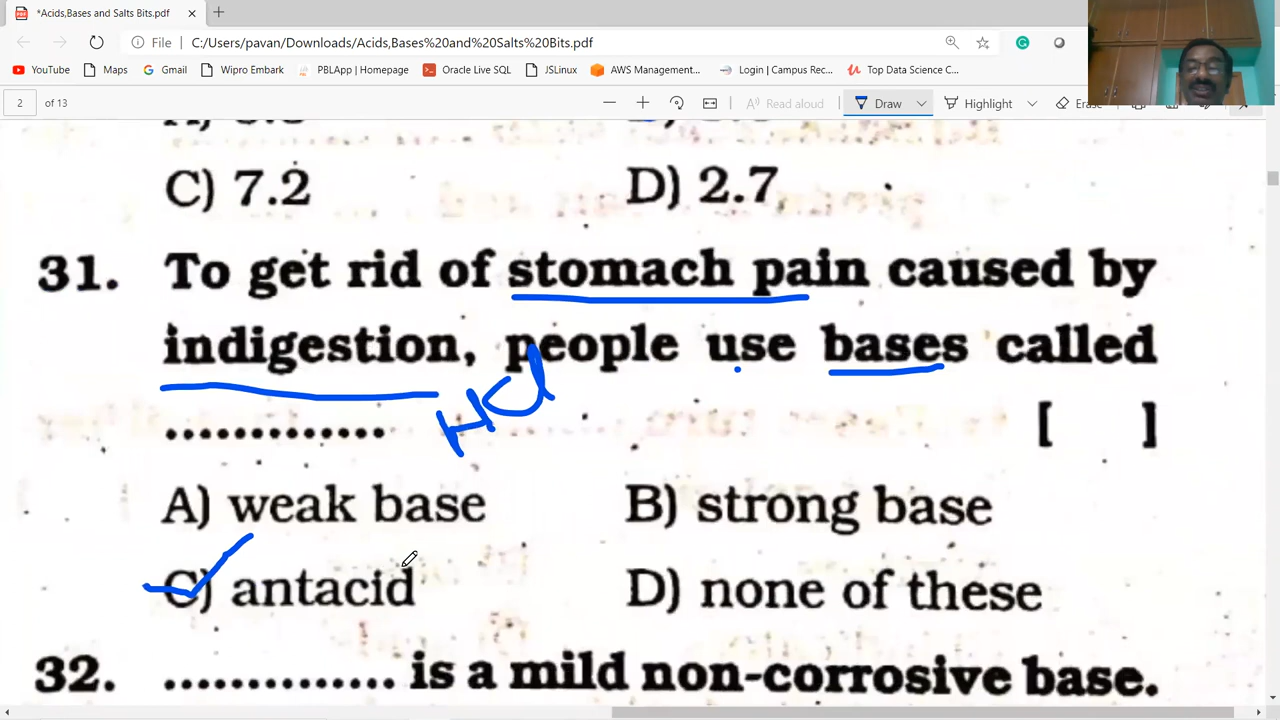 *Acids,Bases and Salts Bits.pdf
File C:/Users/pavan/Downloads/Acids,Bases%20and%20Salts%20Bits.pdf
YouTube Maps Gmail Wipro Embark PBLApp | Homepage Oracle Live SQL JSLinux AWS Management... Login | Campus Rec... Top Data Science C...
2 of 13 Read aloud Draw Highlight Erase
C) 7.2 D) 2.7
31. To get rid of stomach pain caused by
indigestion, people use bases called
............. [ ]
HCl
A) weak base B) strong base
C) antacid D) none of these
32. .............. is a mild non-corrosive base.